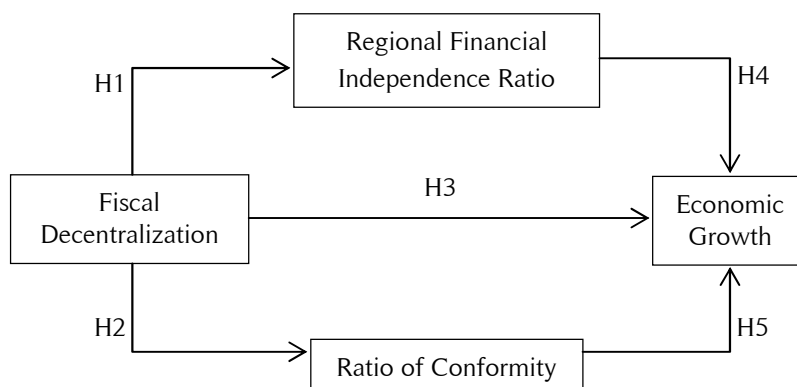 Regional Financial
Independence Ratio
H1
H4
H3
Fiscal
Decentralization
Economic
Growth
H2
H5
Ratio of Conformity